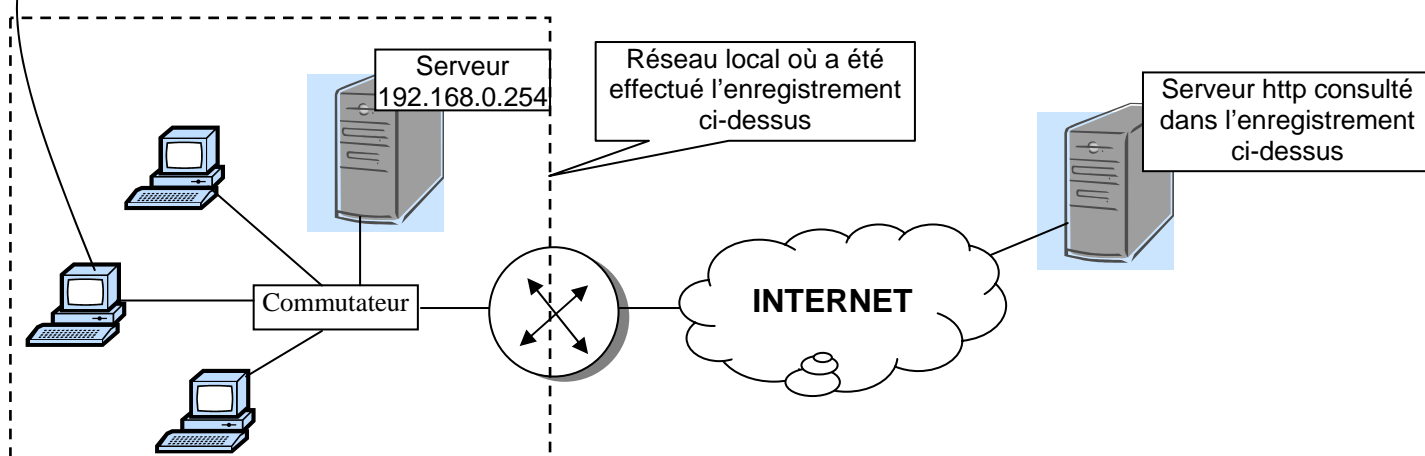 Serveur
192.168.0.254
Réseau local où a été
effectué l'enregistrement
ci-dessus
Serveur http consulté
dans l'enregistrement
ci-dessus
Commutateur
INTERNET